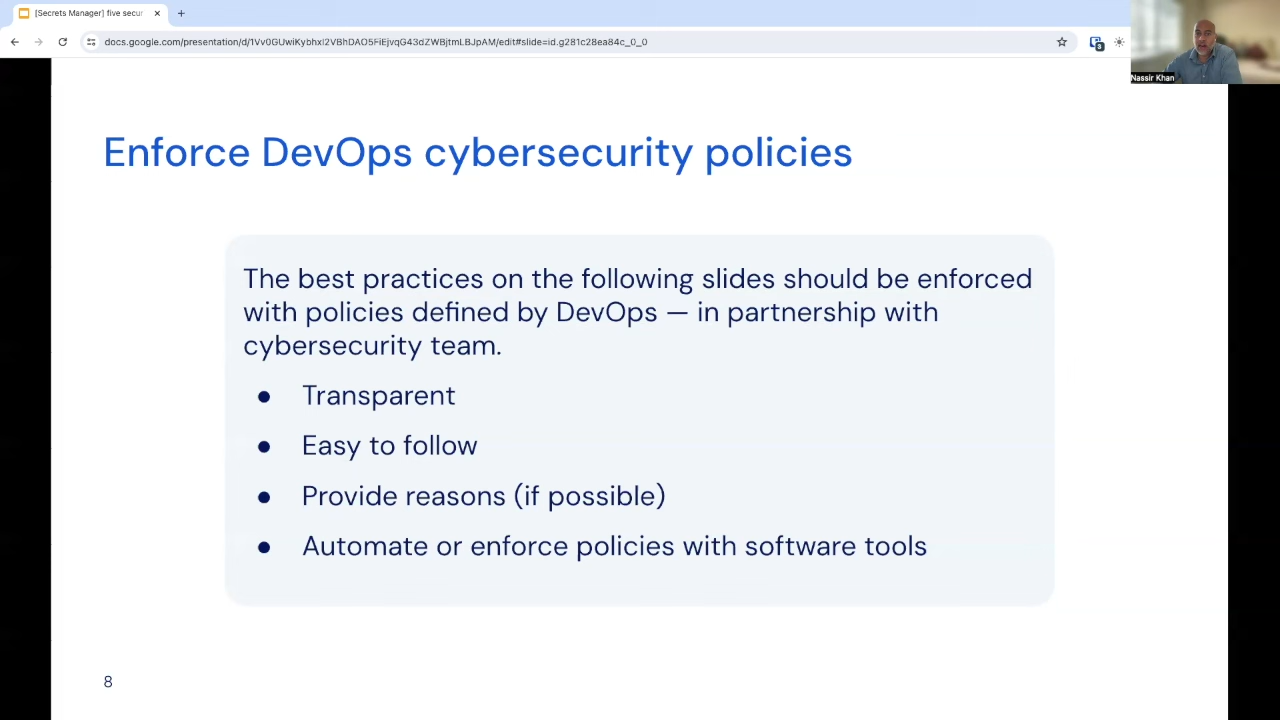 [Secrets Manager] five secur
docs.google.com/presentation/d/1Vv0GUwiKybhxl2VBhDAO5FiEjvqG43dZWBjtmLBJpAM/edit#slide=id.g281c28ea84c_0_0
Nassir Khan
Enforce DevOps cybersecurity policies
The best practices on the following slides should be enforced
with policies defined by DevOps — in partnership with
cybersecurity team.
● Transparent
● Easy to follow
● Provide reasons (if possible)
● Automate or enforce policies with software tools
8